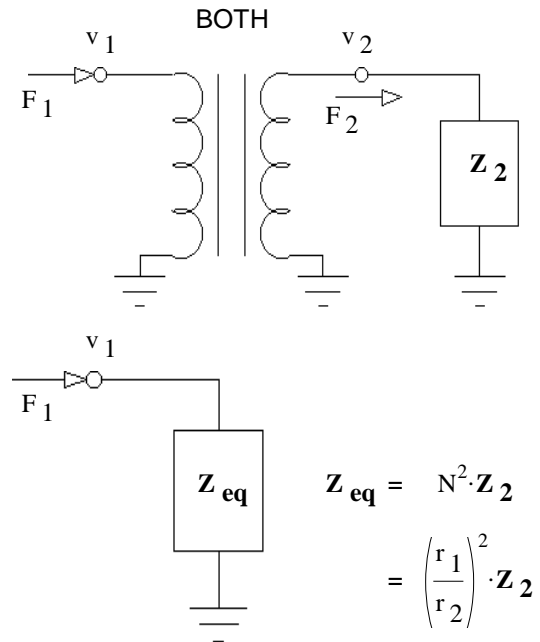 BOTH
v 1 v 2
F 1 F 2
Z 2
v 1
F 1
Z eq Z eq = N²·Z 2
= (r 1 / r 2)²·Z 2